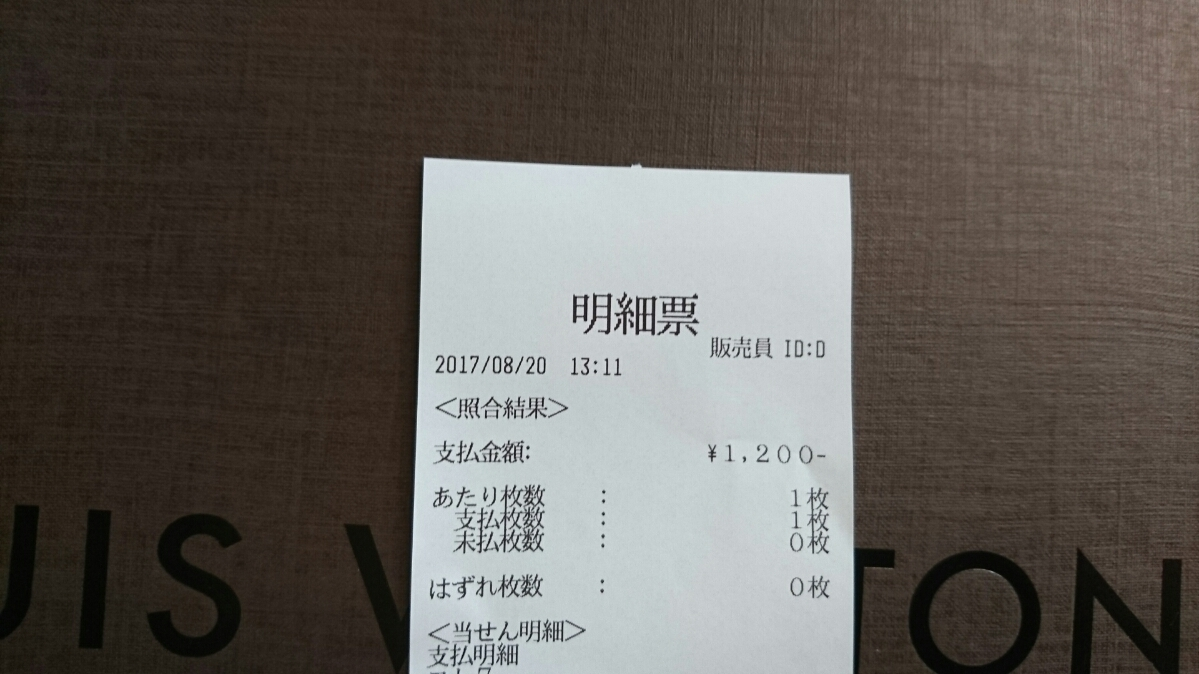 明細票
販売員 ID:D
2017/08/20 13:11
＜照合結果＞
支払金額: ¥1,200-
あたり枚数 : 1枚
支払枚数 : 1枚
未払枚数 : 0枚
はずれ枚数 : 0枚
＜当せん明細＞
支払明細
UIS V TON